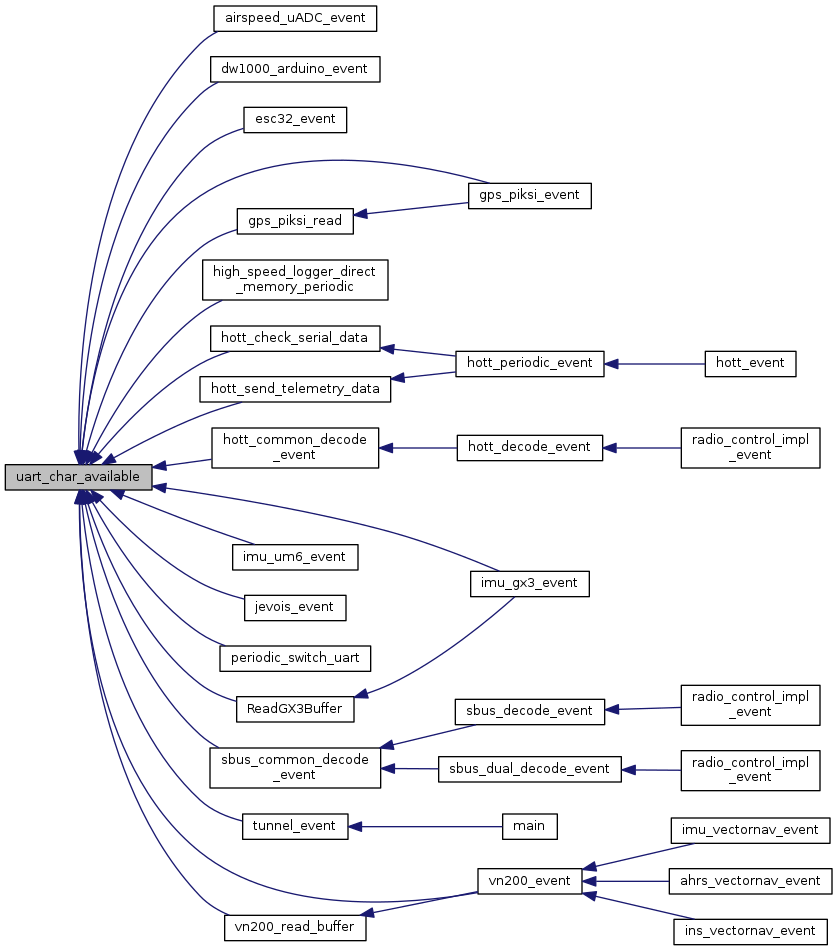 airspeed_uADC_event
dw1000_arduino_event
esc32_event
gps_piksi_event
gps_piksi_read
high_speed_logger_direct
_memory_periodic
hott_check_serial_data
hott_periodic_event
hott_event
hott_send_telemetry_data
hott_common_decode
_event
hott_decode_event
radio_control_impl
_event
uart_char_available
imu_um6_event
imu_gx3_event
jevois_event
periodic_switch_uart
ReadGX3Buffer
sbus_decode_event
radio_control_impl
_event
sbus_common_decode
_event
sbus_dual_decode_event
radio_control_impl
_event
tunnel_event
main
imu_vectornav_event
vn200_event
ahrs_vectornav_event
vn200_read_buffer
ins_vectornav_event